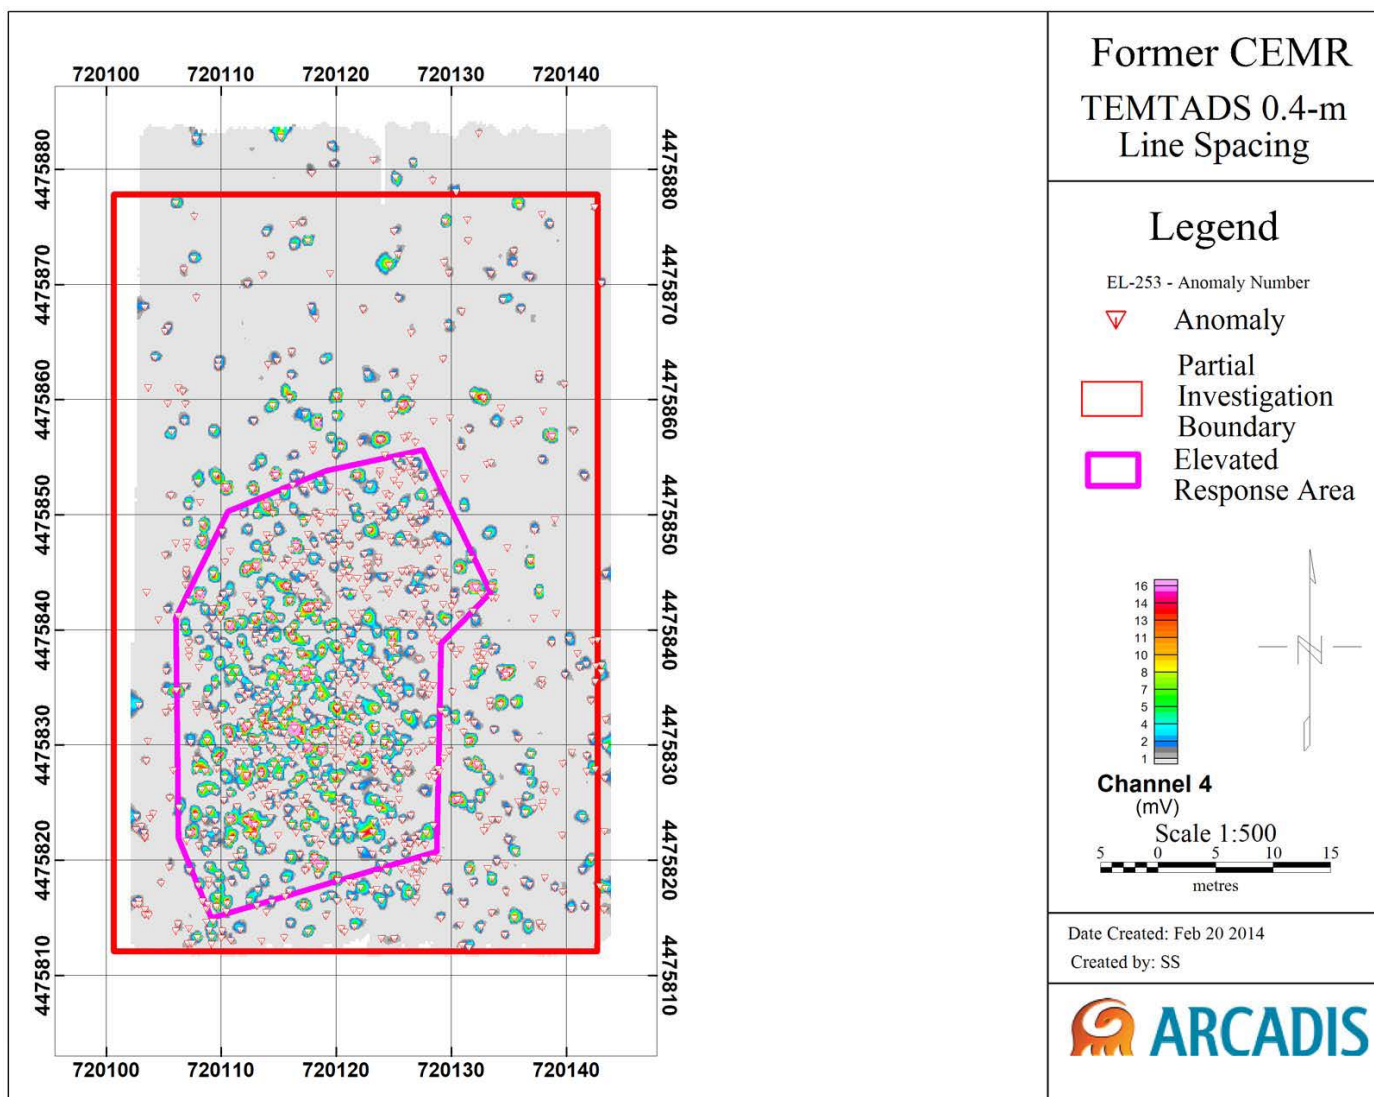 Former CEMR
TEMTADS 0.4-m
Line Spacing
720100 720110 720120 720130 720140
4475880
4475870
4475860
4475850
4475840
4475830
4475820
4475810
4475880
4475870
4475860
4475850
4475840
4475830
4475820
4475810
720100 720110 720120 720130 720140
Legend
EL-253 - Anomaly Number
Anomaly
Partial
Investigation
Boundary
Elevated
Response Area
16
14
13
11
10
8
7
5
4
2
1
N
Channel 4
(mV)
Scale 1:500
5 0 5 10 15
metres
Date Created: Feb 20 2014
Created by: SS
ARCADIS